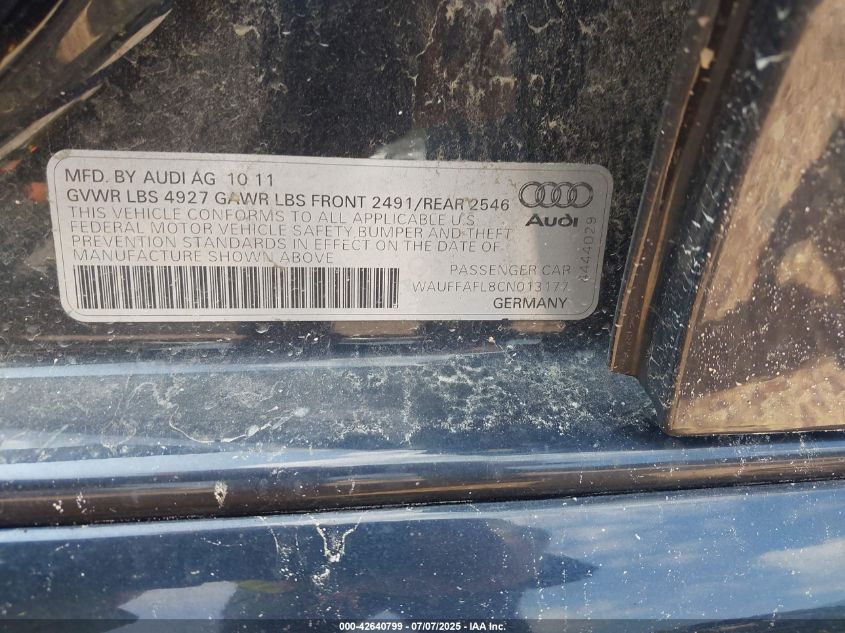 MFD. BY AUDI AG 10 11
GVWR LBS 4927 GAWR LBS FRONT 2491/REAR 2546
THIS VEHICLE CONFORMS TO ALL APPLICABLE U.S.
FEDERAL MOTOR VEHICLE SAFETY, BUMPER AND THEFT
PREVENTION STANDARDS IN EFFECT ON THE DATE OF
MANUFACTURE SHOWN ABOVE
Audi
4444029
PASSENGER CAR
WAUFFAFL8CN013177
GERMANY
000-42640799 - 07/07/2025 - IAA Inc.